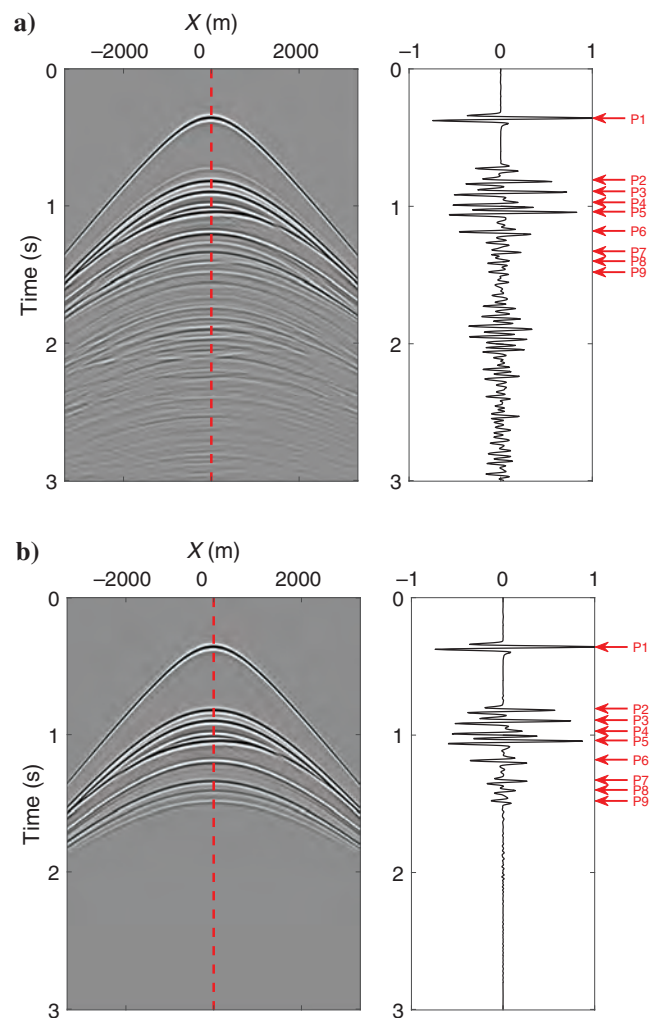 a)
X (m)
–2000 0 2000
–1 0 1
0
1
2
3
Time (s)
0
1
2
3
P1
P2
P3
P4
P5
P6
P7
P8
P9
b)
X (m)
–2000 0 2000
–1 0 1
0
1
2
3
Time (s)
0
1
2
3
P1
P2
P3
P4
P5
P6
P7
P8
P9